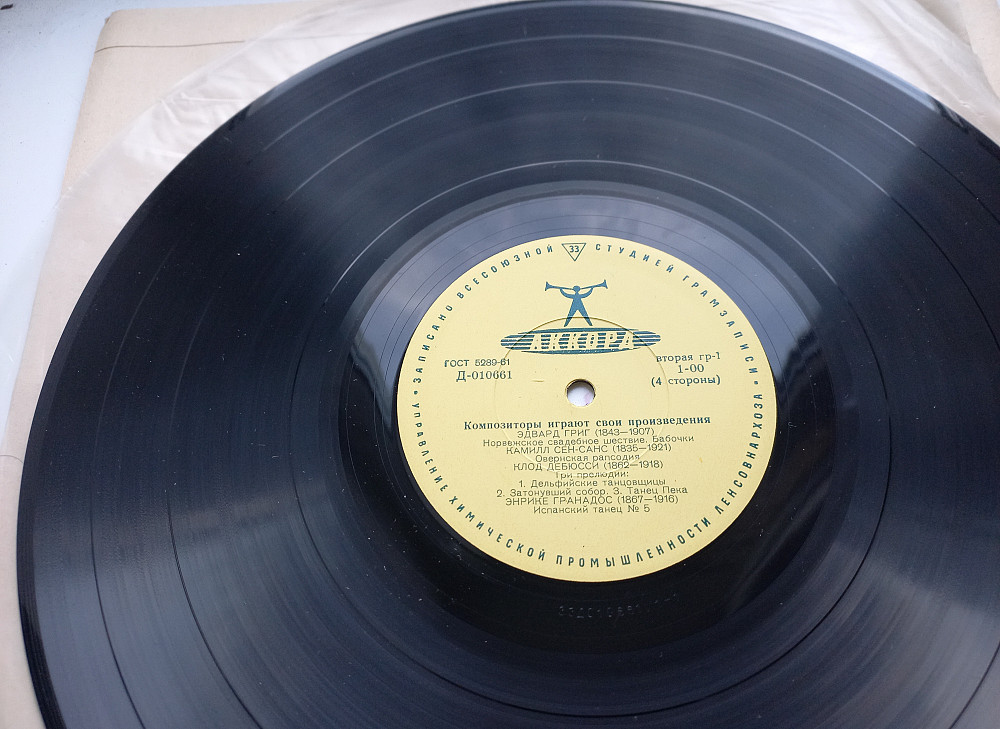 ЗАПИСАНО ВСЕСОЮЗНОЙ 33 СТУДИЕЙ ГРАМЗАПИСИ
УПРАВЛЕНИЕ ХИМИЧЕСКОЙ ПРОМЫШЛЕННОСТИ ЛЕНСОВНАРХОЗА
АККОРД
ГОСТ 5289-61
Д-010661
вторая гр-1
1-00
(4 стороны)
Композиторы играют свои произведения
ЭДВАРД ГРИГ (1843—1907)
Норвежское свадебное шествие. Бабочки
КАМИЛЛ СЕН-САНС (1835—1921)
Овернская рапсодия
КЛОД ДЕБЮССИ (1862—1918)
Три прелюдии:
1. Дельфийские танцовщицы
2. Затонувший собор. 3. Танец Пека
ЭНРИКЕ ГРАНАДОС (1867—1916)
Испанский танец № 5